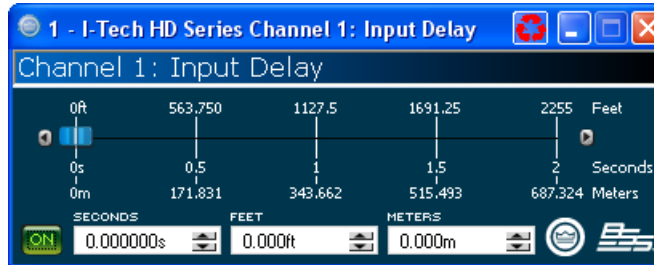 1 - I-Tech HD Series Channel 1: Input Delay
Channel 1: Input Delay
0ft 563.750 1127.5 1691.25 2255 Feet
0s 0.5 1 1.5 2 Seconds
0m 171.831 343.662 515.493 687.324 Meters
SECONDS FEET METERS
ON 0.000000s 0.000ft 0.000m BSS